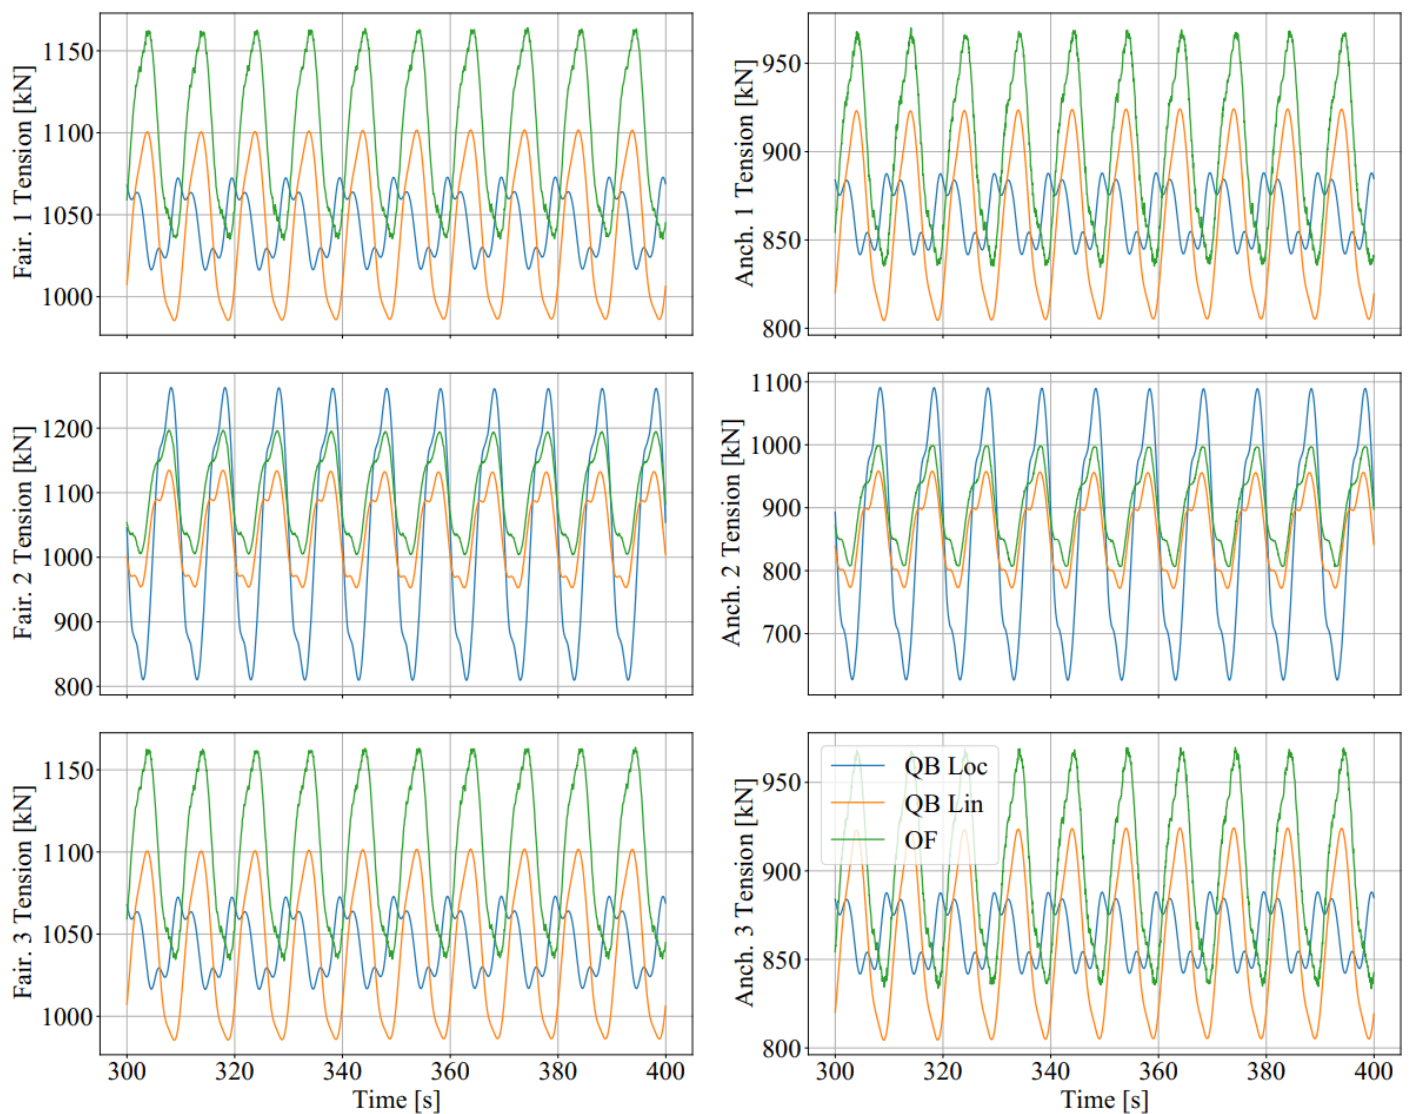 Fair. 1 Tension [kN]
1150
1100
1050
1000
Anch. 1 Tension [kN]
950
900
850
800
Fair. 2 Tension [kN]
1200
1100
1000
900
800
Anch. 2 Tension [kN]
1100
1000
900
800
700
Fair. 3 Tension [kN]
1150
1100
1050
1000
300 320 340 360 380 400
Time [s]
Anch. 3 Tension [kN]
950
900
850
800
QB Loc
QB Lin
OF
300 320 340 360 380 400
Time [s]